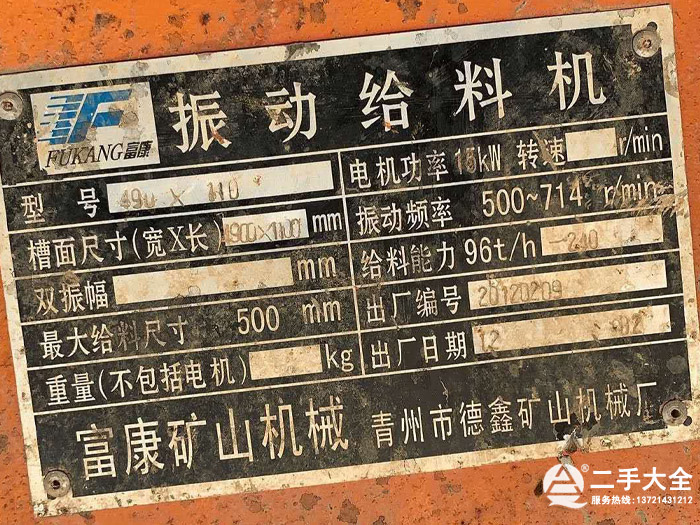 FUKANG富康
振动给料机
型号 490 X 110
电机功率 15kW 转速 r/min
槽面尺寸(宽X长) 4900×1100 mm
振动频率 500~714 r/min
双振幅 mm
给料能力 96t/h -240
最大给料尺寸 500 mm
出厂编号 20120209
重量(不包括电机) kg
出厂日期 12 02
富康矿山机械 青州市德鑫矿山机械厂
二手大全
服务热线:13721431212